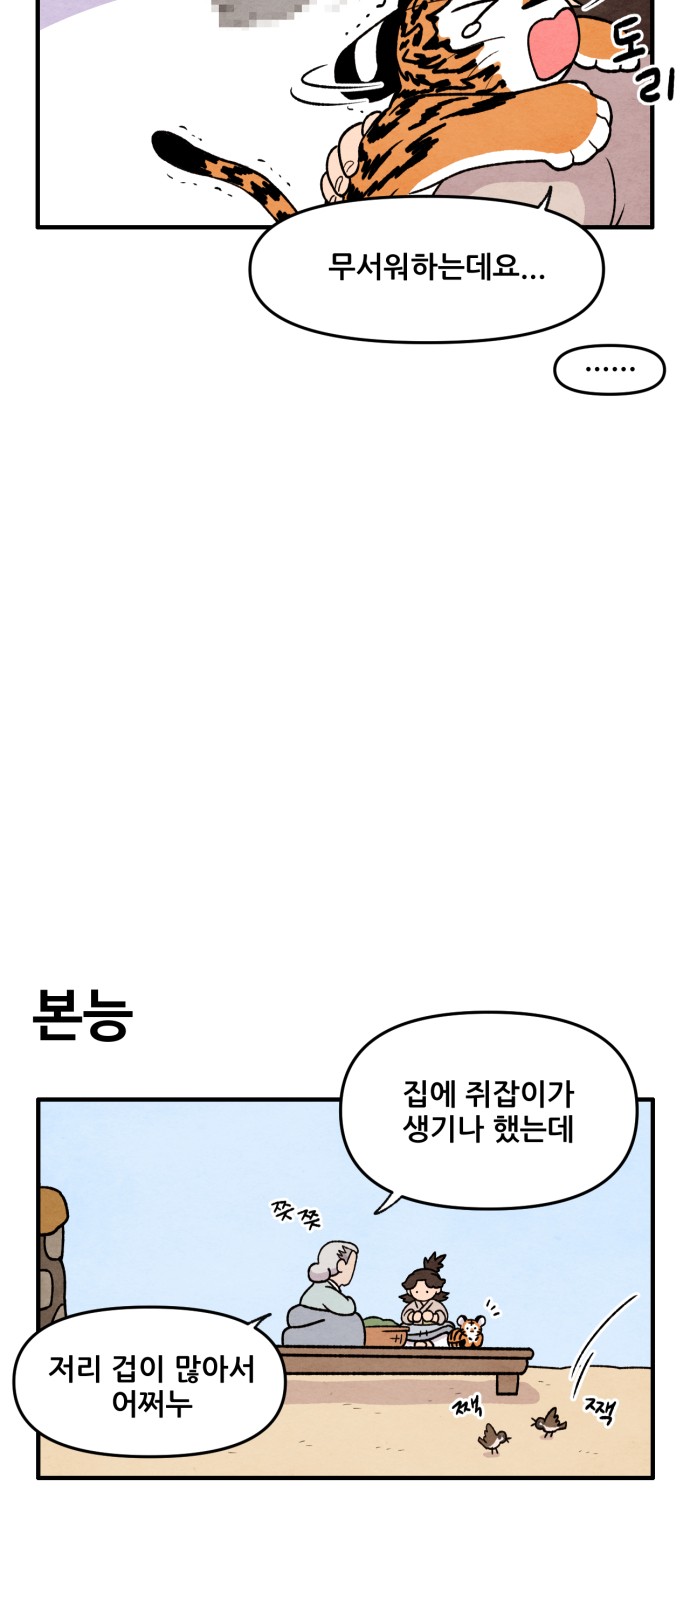 도리
무서워하는데요...
......
본능
집에 쥐잡이가
생기나 했는데
쯧쯧
저리 겁이 많아서
어쩌누
짹
짹